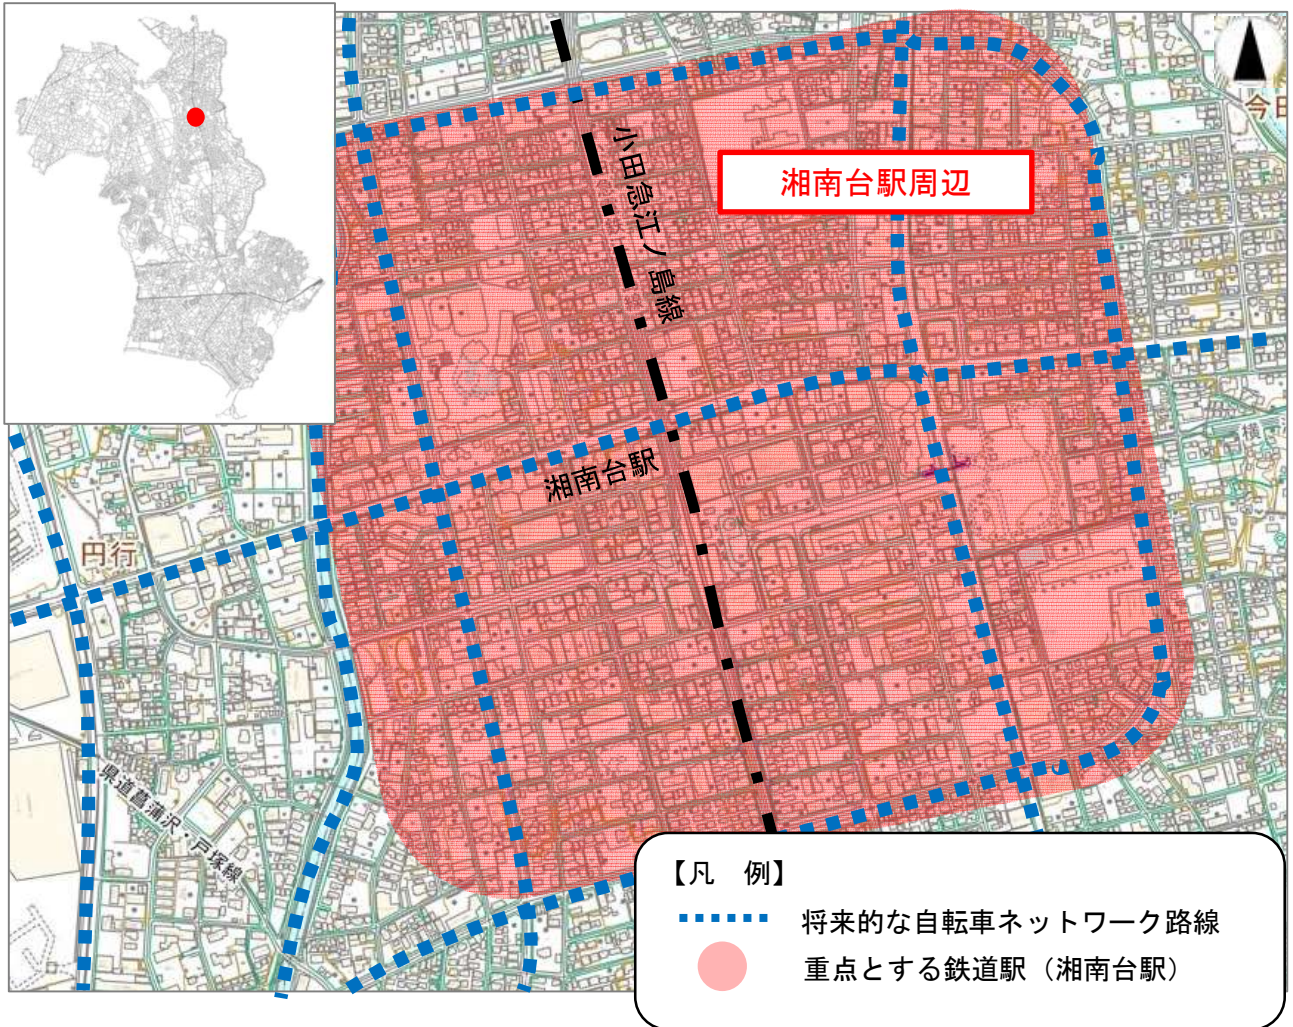 今田
湘南台駅周辺
小田急江ノ島線
横
湘南台駅
円行
県道菖蒲沢・戸塚線
【凡　例】
将来的な自転車ネットワーク路線
重点とする鉄道駅（湘南台駅）